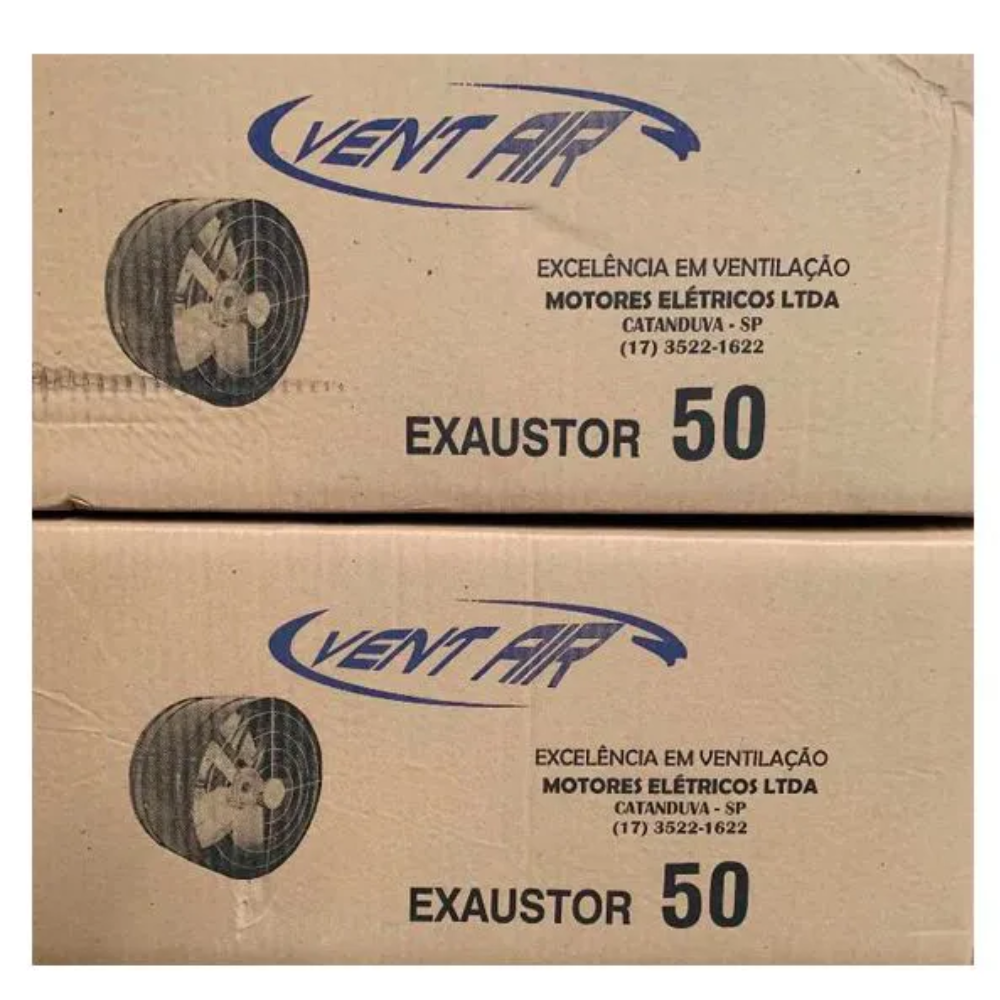 VENT AIR
EXCELÊNCIA EM VENTILAÇÃO
MOTORES ELÉTRICOS LTDA
CATANDUVA - SP
(17) 3522-1622
EXAUSTOR 50
VENT AIR
EXCELÊNCIA EM VENTILAÇÃO
MOTORES ELÉTRICOS LTDA
CATANDUVA - SP
(17) 3522-1622
EXAUSTOR 50